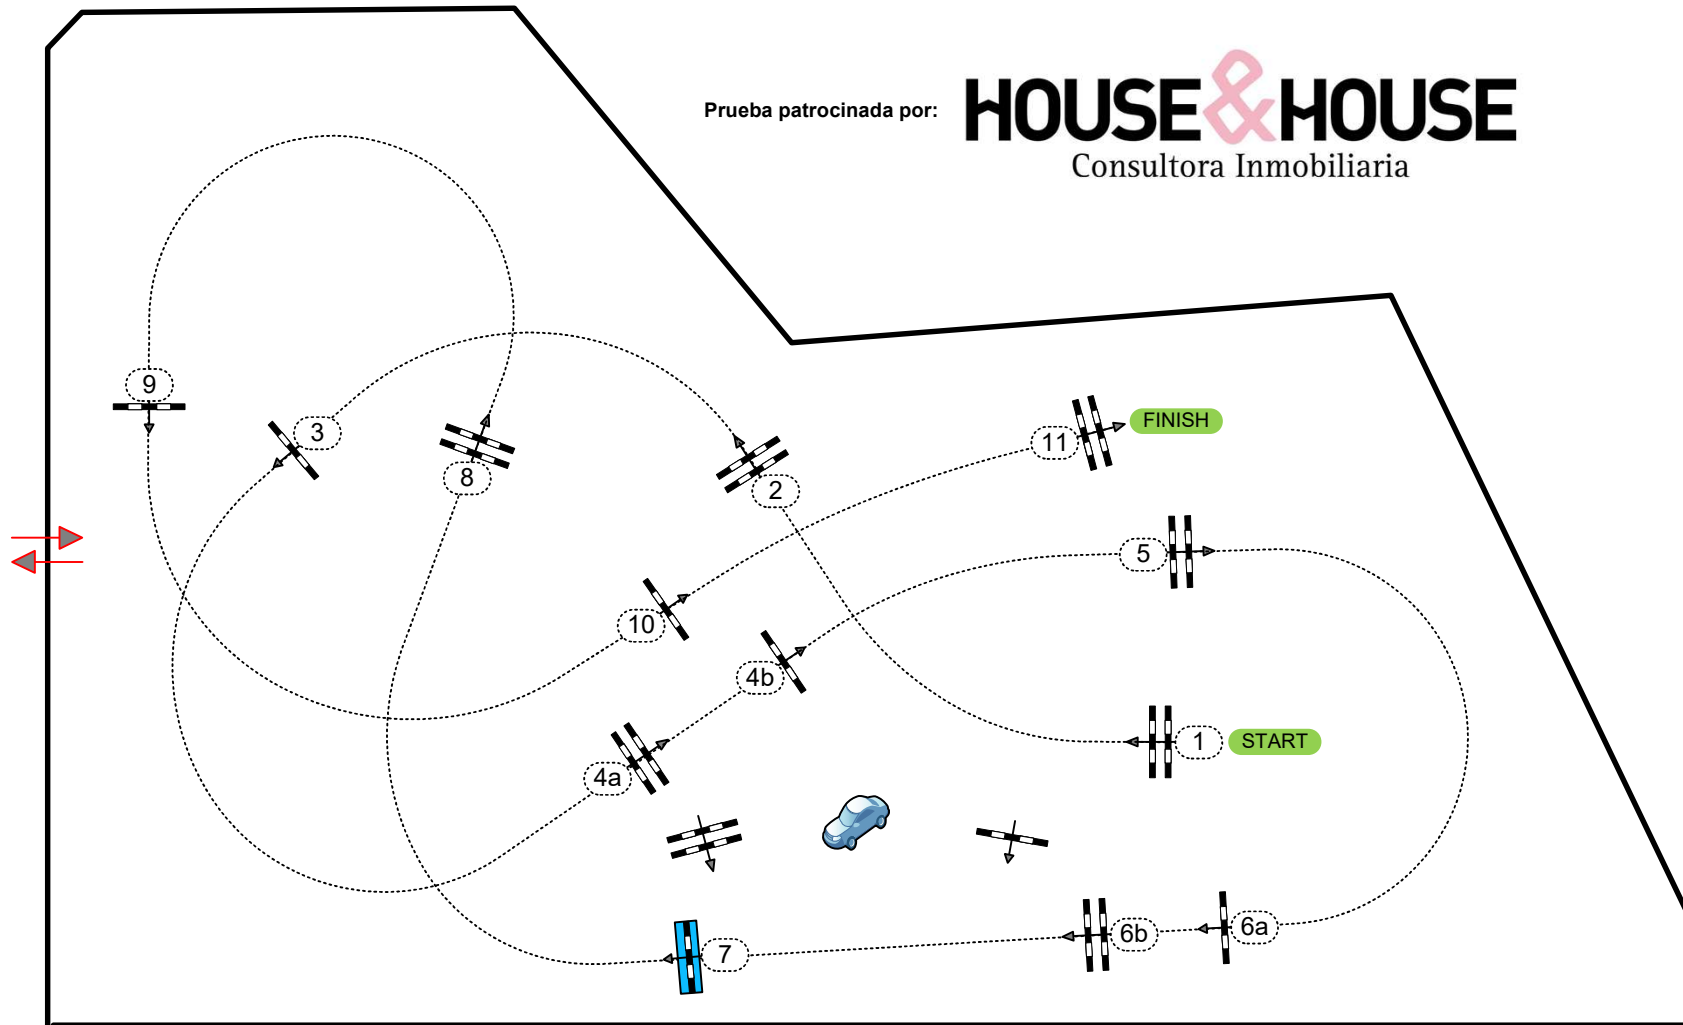 Prueba patrocinada por:
HOUSE&HOUSE
Consultora Inmobiliaria
9
3
8
2
11
FINISH
5
10
4b
4a
1
START
7
6b
6a